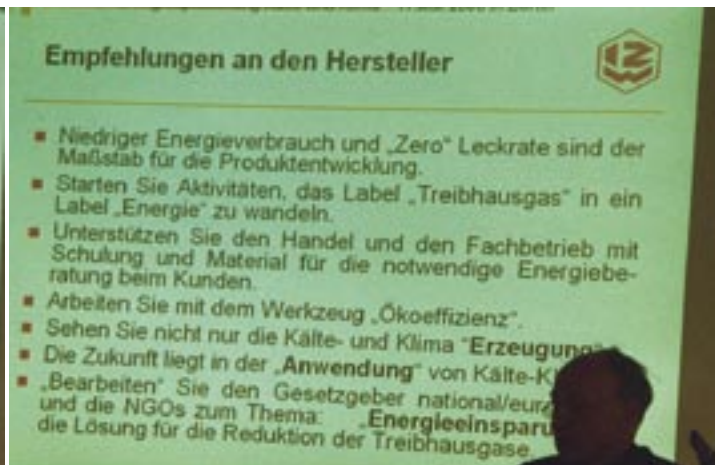 Empfehlungen an den Hersteller
IZW
Niedriger Energieverbrauch und „Zero“ Leckrate sind der
Maßstab für die Produktentwicklung.
Starten Sie Aktivitäten, das Label „Treibhausgas“ in ein
Label „Energie“ zu wandeln.
Unterstützen Sie den Handel und den Fachbetrieb mit
Schulung und Material für die notwendige Energiebe-
ratung beim Kunden.
Arbeiten Sie mit dem Werkzeug „Ökoeffizienz“.
Sehen Sie nicht nur die Kälte- und Klima “Erzeugung
Die Zukunft liegt in der „Anwendung“ von Kälte-
„Bearbeiten“ Sie den Gesetzgeber national/
und die NGOs zum Thema: „Energieeinsparu
die Lösung für die Reduktion der Treibhausgase.